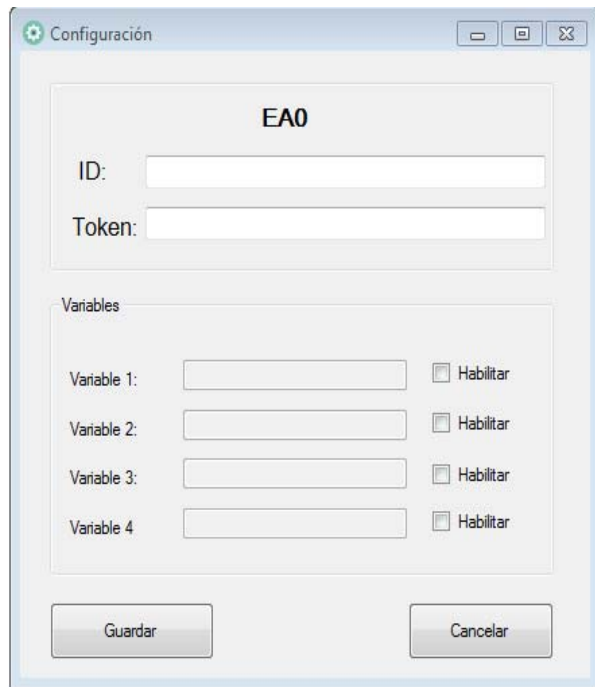 Configuración
EA0
ID:
Token:
Variables
Variable 1:
Habilitar
Variable 2:
Habilitar
Variable 3:
Habilitar
Variable 4
Habilitar
Guardar
Cancelar